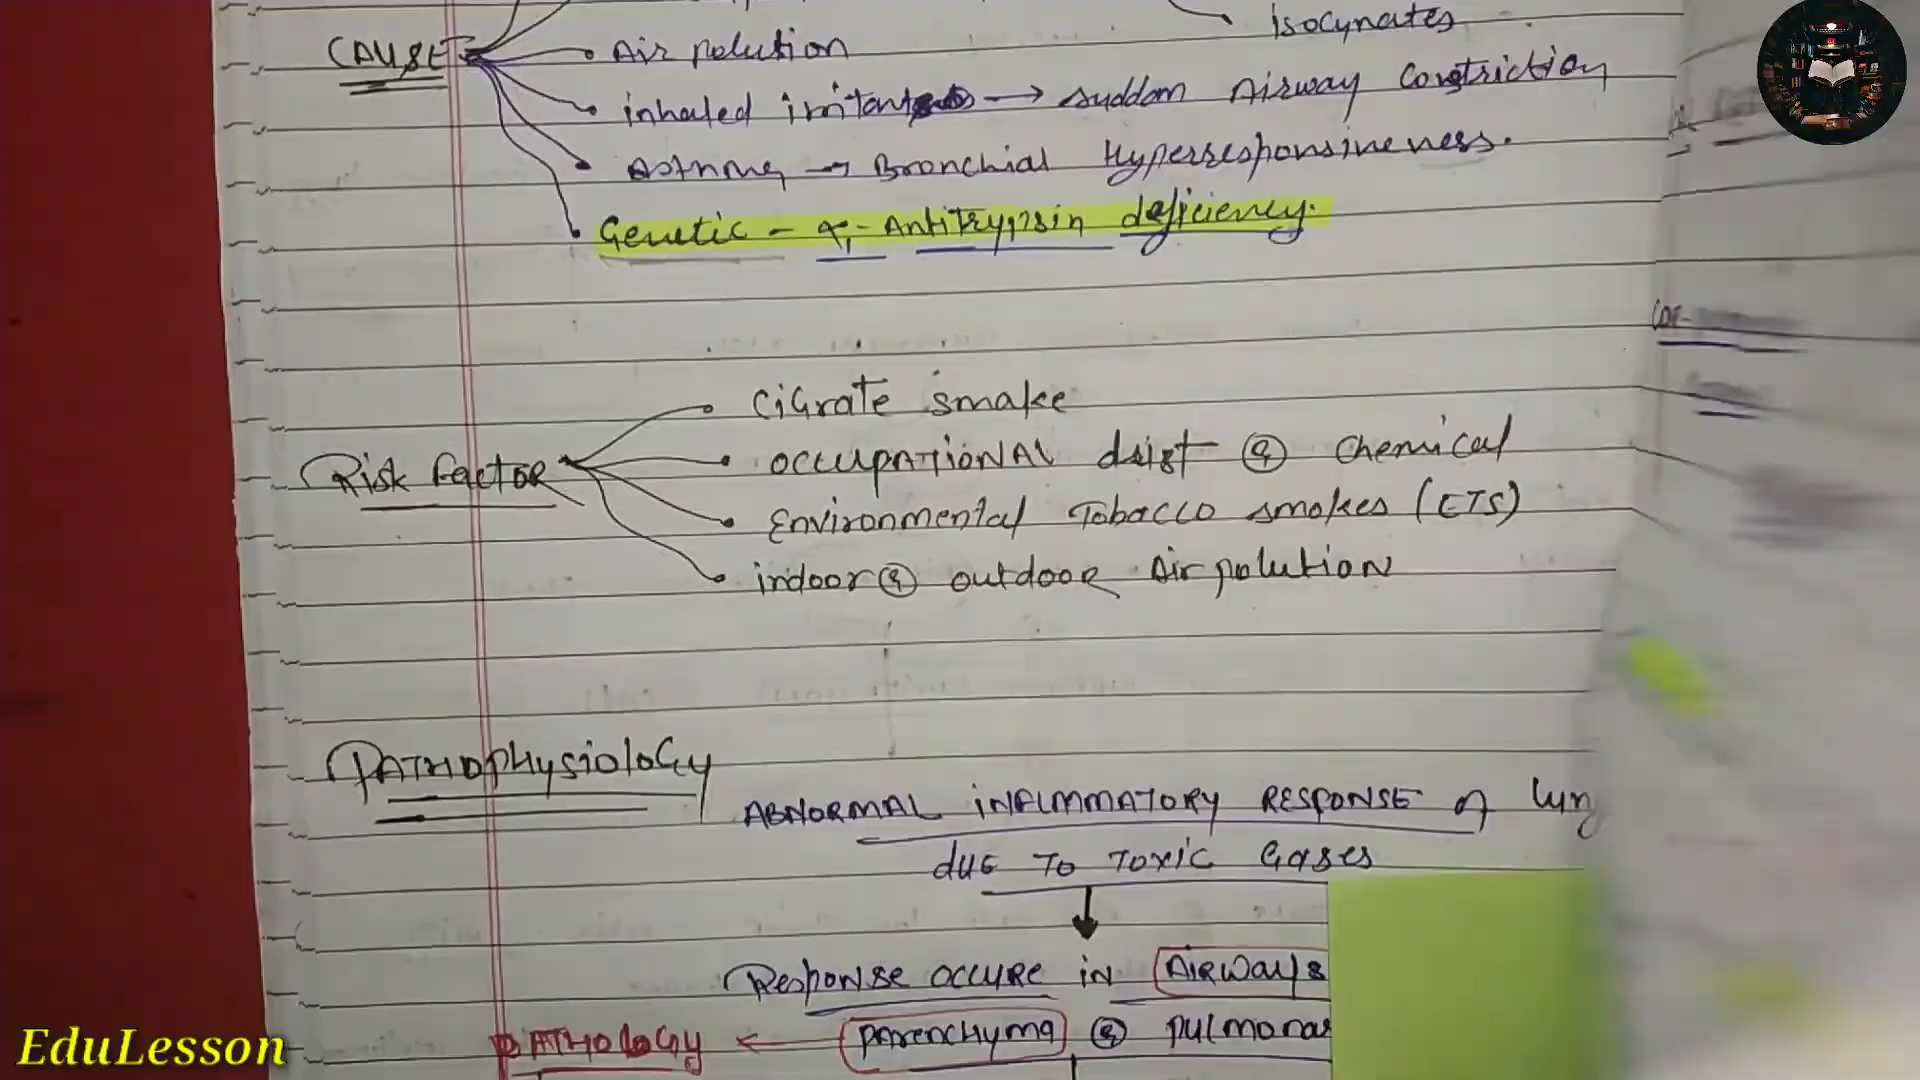 isocynates
CAUSE
Air polution
inhaled irritants → suddan Airway Constriction
Asthma → Bronchial Hyperresponsiveness.
Genetic - α1 - Antitrypsin deficiency.
Risk factor
CiGrate smoke
OCCUPATIONAL dust & Chemical
Environmental Tobacco smokes (ETS)
indoor & outdoor Air polution
PATHOPhysioloGy
ABNORMAL INFLMMATORY RESPONSE of lung
due TO TOXIC GASES
Response occure in AIRWAYS
PATHOLOGY ← PARENCHYMA & pulmonar
EduLesson